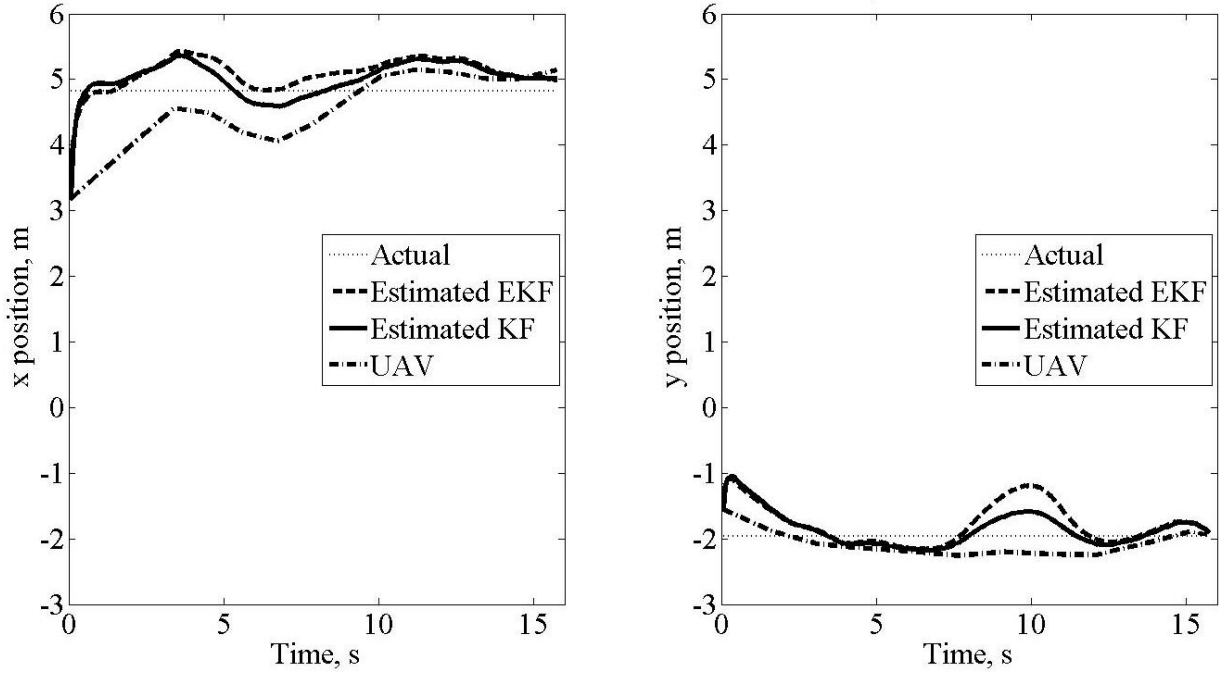 6
5
4
3
2
1
0
-1
-2
-3
x position, m
0
5
10
15
Time, s
Actual
Estimated EKF
Estimated KF
UAV
6
5
4
3
2
1
0
-1
-2
-3
y position, m
0
5
10
15
Time, s
Actual
Estimated EKF
Estimated KF
UAV